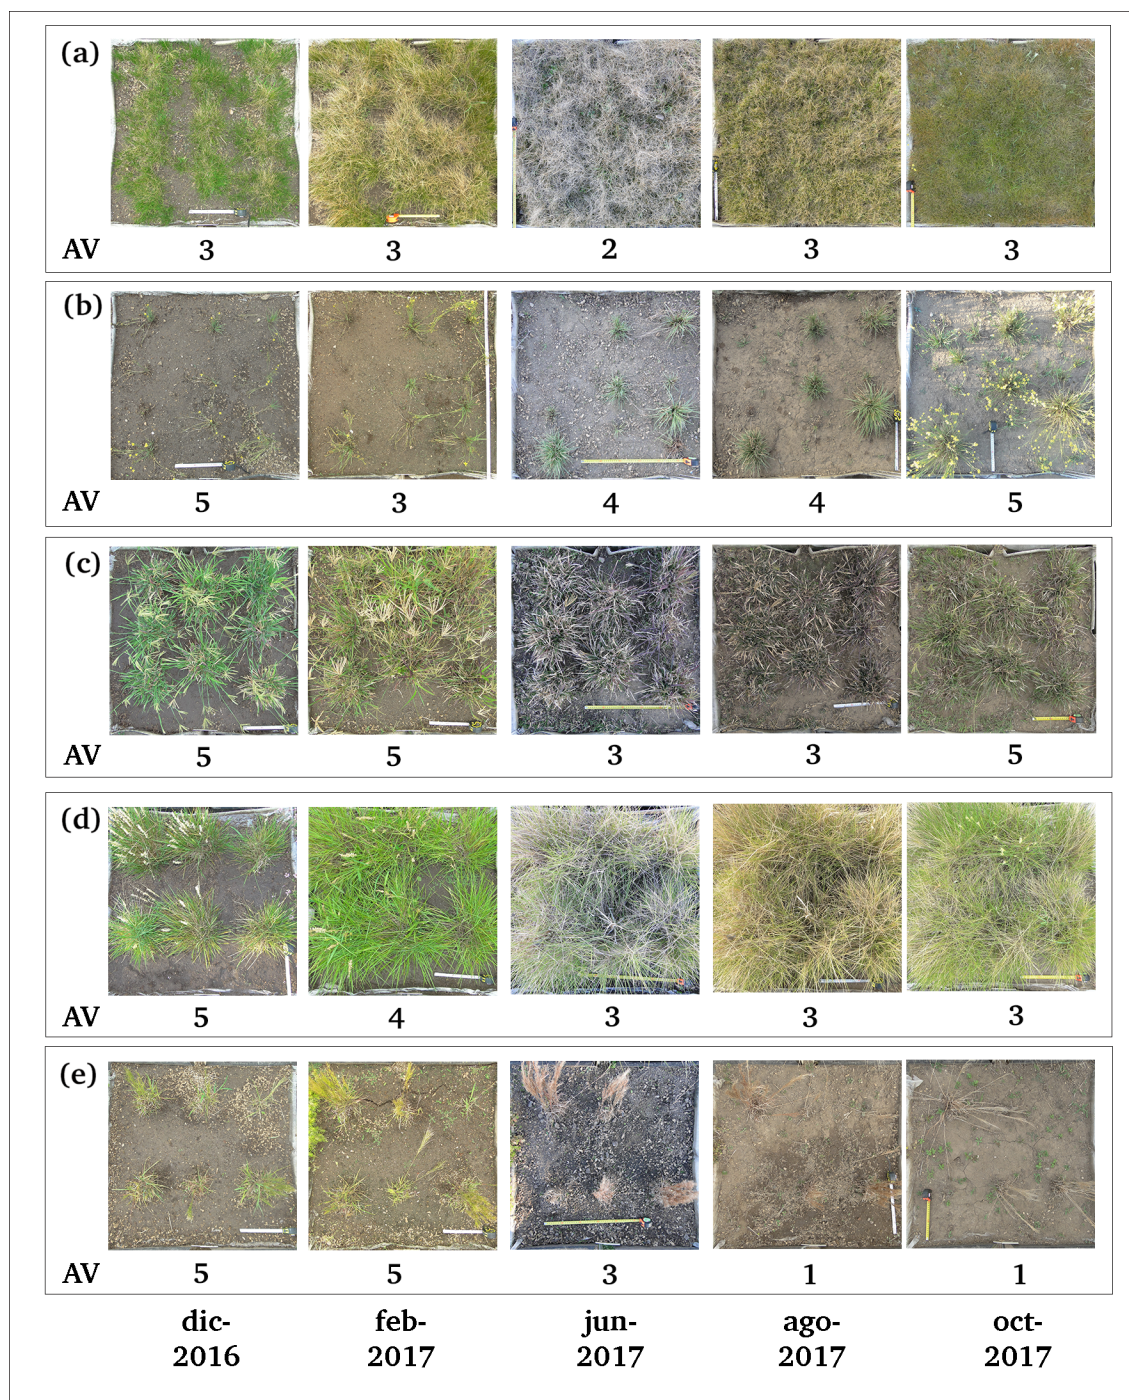 (a)
AV 3 3 2 3 3
(b)
AV 5 3 4 4 5
(c)
AV 5 5 3 3 5
(d)
AV 5 4 3 3 3
(e)
AV 5 5 3 1 1
dic- feb- jun- ago- oct-
2016 2017 2017 2017 2017